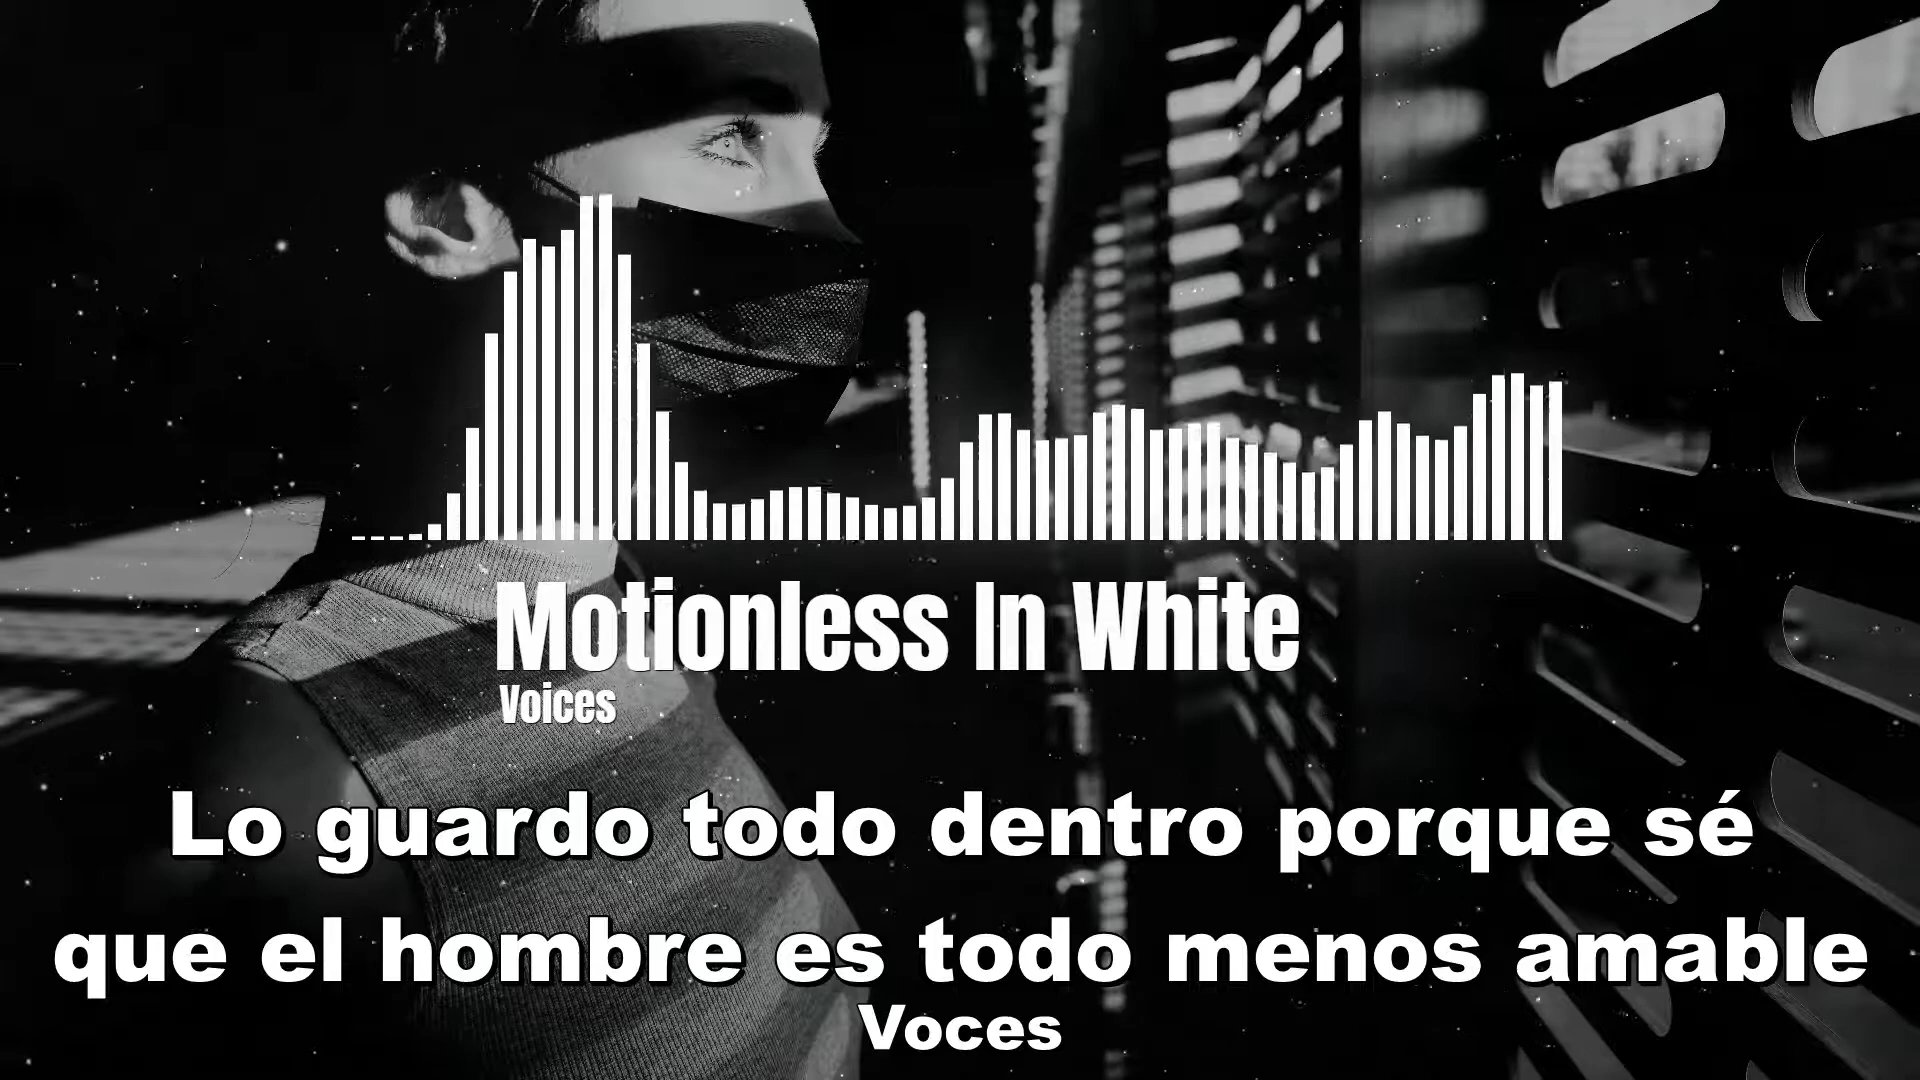 Motionless In White
Voices
Lo guardo todo dentro porque sé
que el hombre es todo menos amable
Voces